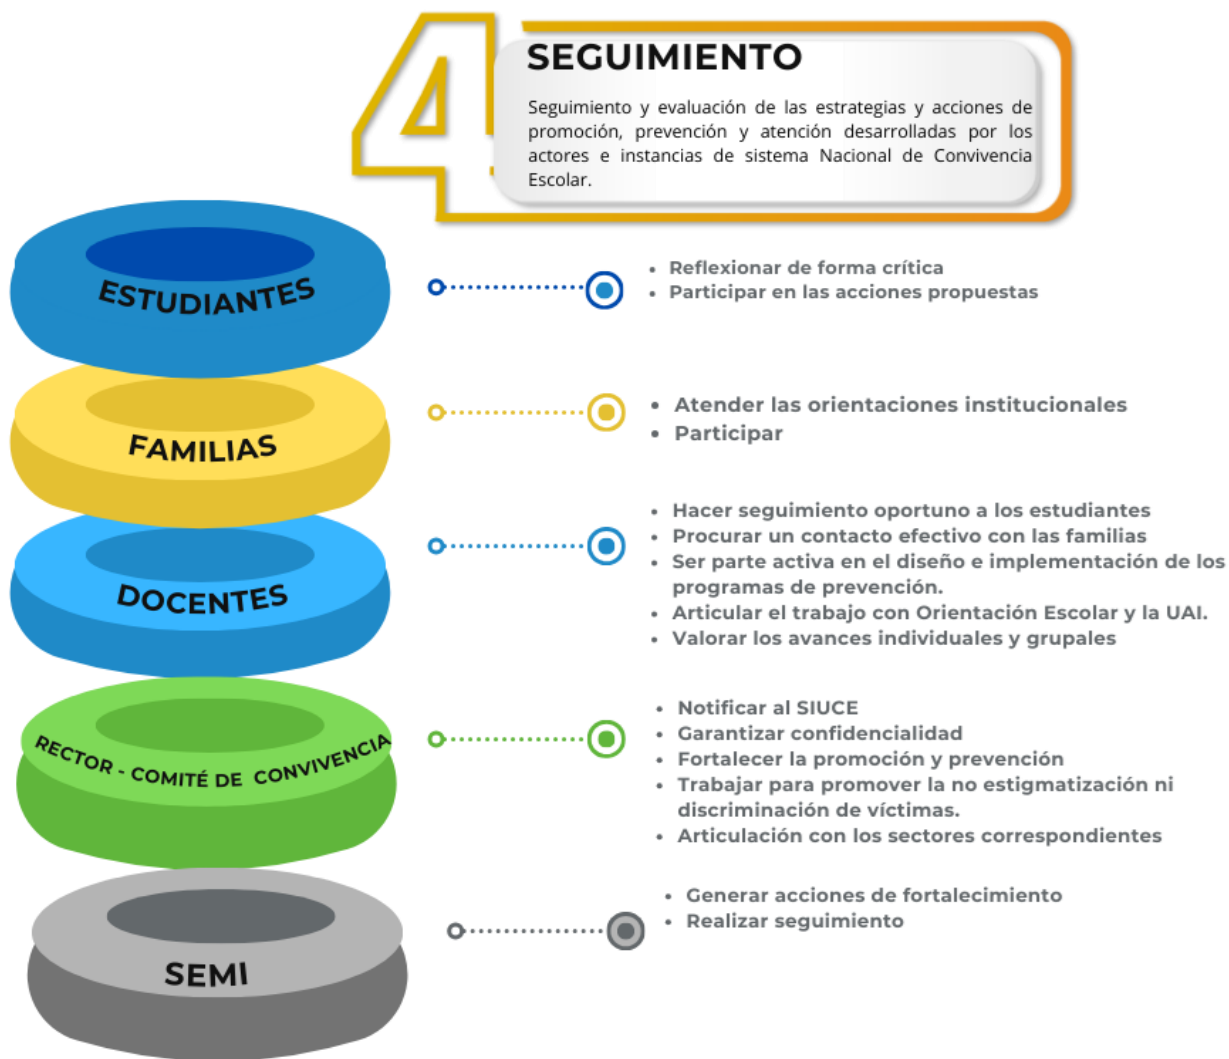 4
SEGUIMIENTO
Seguimiento y evaluación de las estrategias y acciones de
promoción, prevención y atención desarrolladas por los
actores e instancias de sistema Nacional de Convivencia
Escolar.
ESTUDIANTES
• Reflexionar de forma crítica
• Participar en las acciones propuestas
FAMILIAS
• Atender las orientaciones institucionales
• Participar
DOCENTES
• Hacer seguimiento oportuno a los estudiantes
• Procurar un contacto efectivo con las familias
• Ser parte activa en el diseño e implementación de los
programas de prevención.
• Articular el trabajo con Orientación Escolar y la UAI.
• Valorar los avances individuales y grupales
RECTOR - COMITÉ DE CONVIVENCIA
• Notificar al SIUCE
• Garantizar confidencialidad
• Fortalecer la promoción y prevención
• Trabajar para promover la no estigmatización ni
discriminación de víctimas.
• Articulación con los sectores correspondientes
SEMI
• Generar acciones de fortalecimiento
• Realizar seguimiento